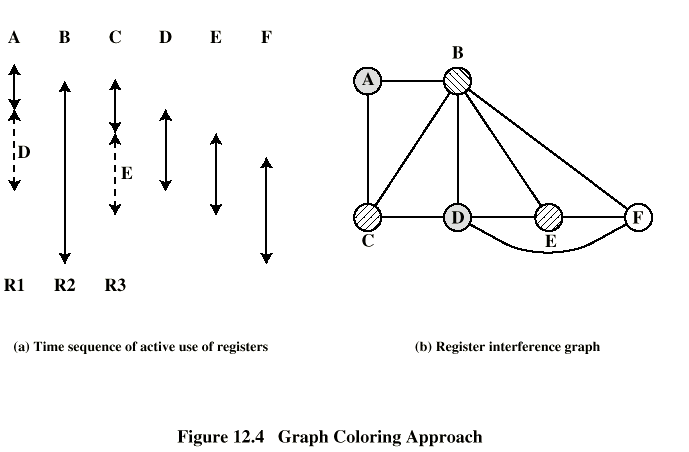 A B C D E F
D
E
R1 R2 R3
(a) Time sequence of active use of registers
B
A
D
F
C
E
(b) Register interference graph
Figure 12.4 Graph Coloring Approach